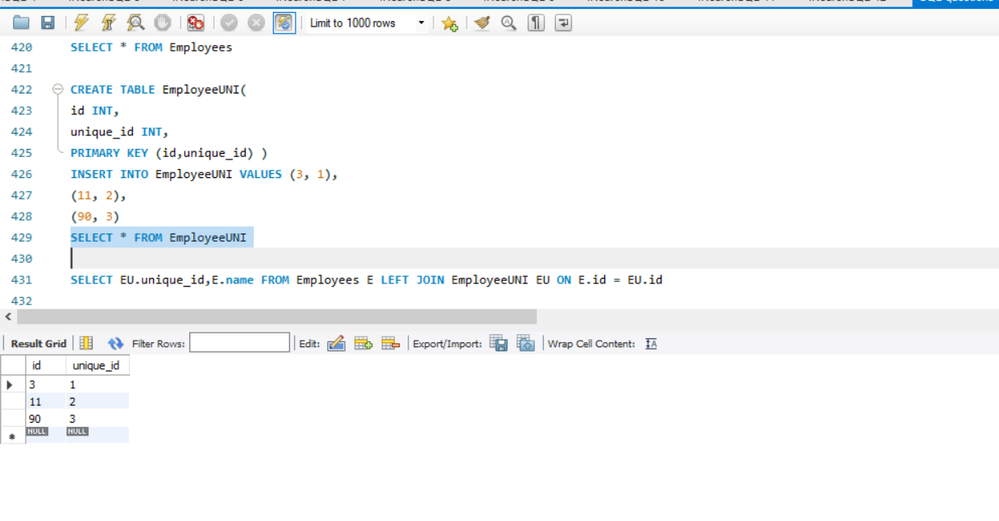 Limit to 1000 rows
420 SELECT * FROM Employees
421
422 CREATE TABLE EmployeeUNI(
423 id INT,
424 unique_id INT,
425 PRIMARY KEY (id,unique_id) )
426 INSERT INTO EmployeeUNI VALUES (3, 1),
427 (11, 2),
428 (90, 3)
429 SELECT * FROM EmployeeUNI
430
431 SELECT EU.unique_id,E.name FROM Employees E LEFT JOIN EmployeeUNI EU ON E.id = EU.id
432
Result Grid Filter Rows: Edit: Export/Import: Wrap Cell Content: IA
id unique_id
3 1
11 2
90 3
NULL NULL